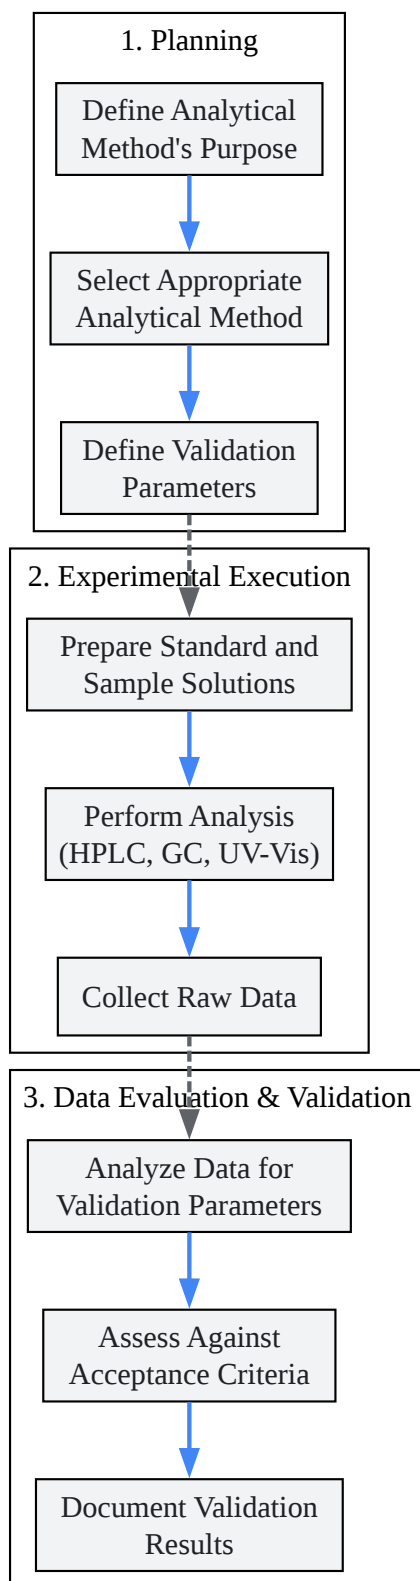 1. Planning
Define Analytical
Method's Purpose
Select Appropriate
Analytical Method
Define Validation
Parameters
2. Experimental Execution
Prepare Standard and
Sample Solutions
Perform Analysis
(HPLC, GC, UV-Vis)
Collect Raw Data
3. Data Evaluation & Validation
Analyze Data for
Validation Parameters
Assess Against
Acceptance Criteria
Document Validation
Results